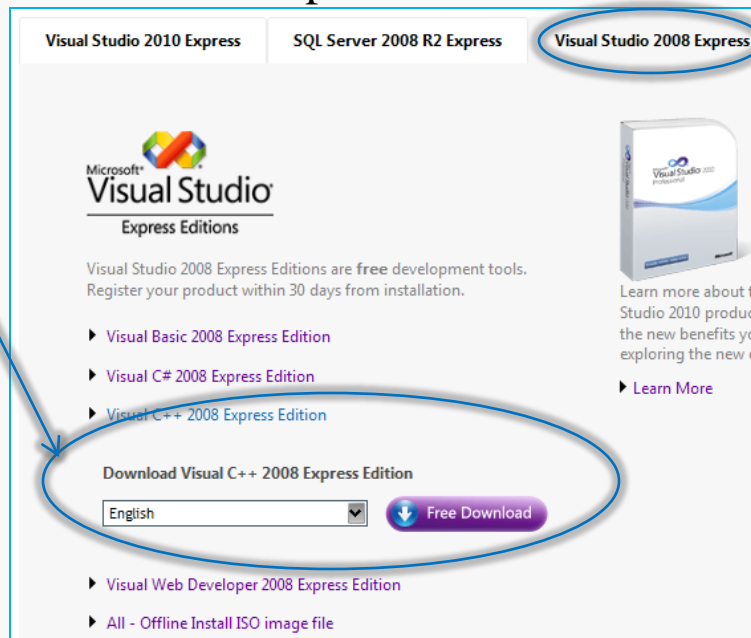 Visual Studio 2010 Express
SQL Server 2008 R2 Express
Visual Studio 2008 Express
Microsoft
Visual Studio
Express Editions
Visual Studio 2008 Express Editions are free development tools.
Register your product within 30 days from installation.
Visual Basic 2008 Express Edition
Visual C# 2008 Express Edition
Visual C++ 2008 Express Edition
Download Visual C++ 2008 Express Edition
English
Free Download
Visual Web Developer 2008 Express Edition
All - Offline Install ISO image file
Visual Studio 2010
Professional
Learn more about
Studio 2010
the new benefits
exploring the new
Learn More